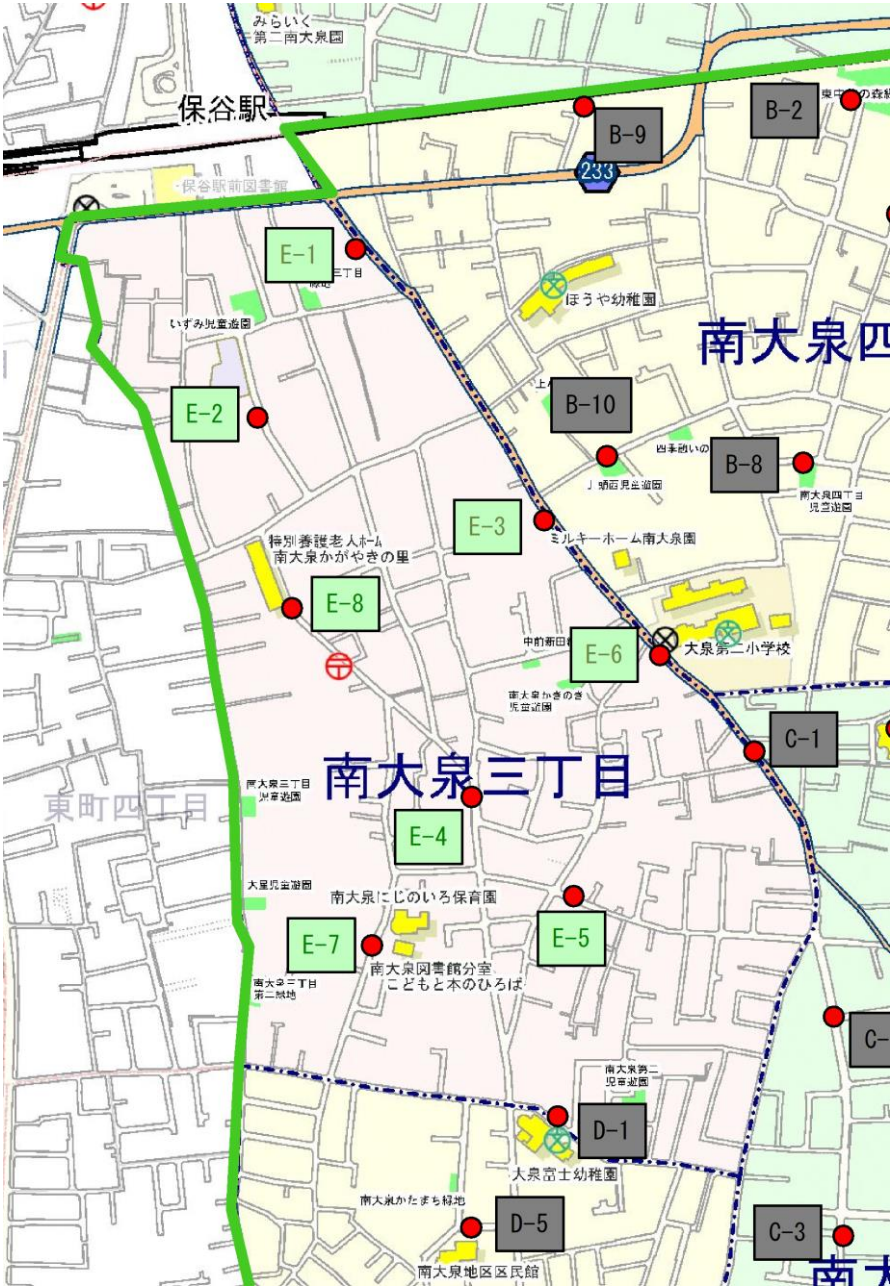 みらいく
第二南大泉園
保谷駅
B-9
B-2
保谷駅前図書館
233
E-1
三丁目
ほうや幼稚園
いずみ児童遊園
南大泉四
E-2
B-10
四季謎いの
B-8
南大泉四丁目
児童遊園
E-3
ミルキーホーム南大泉園
特別養護老人ホーム
南大泉かがやきの里
E-8
E-6
大泉第二小学校
南大泉かきのき
児童遊園
C-1
南大泉三丁目
南大泉三丁目
児童遊園
東町四丁目
E-4
大星児童遊園
南大泉にじのいろ保育園
E-5
E-7
南大泉図書館分室
こどもと本のひろば
南大泉三丁目
第二緑地
C-
南大泉第二
児童遊園
D-1
大泉富士幼稚園
南大泉かたまち緑地
D-5
C-3
南大泉地区区民館
南大